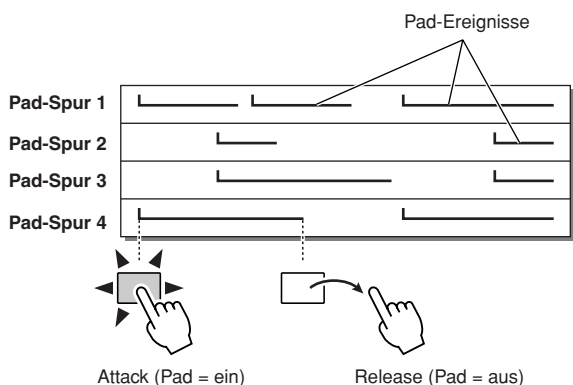 Pad-Ereignisse
Pad-Spur 1
Pad-Spur 2
Pad-Spur 3
Pad-Spur 4
Attack (Pad = ein)
Release (Pad = aus)